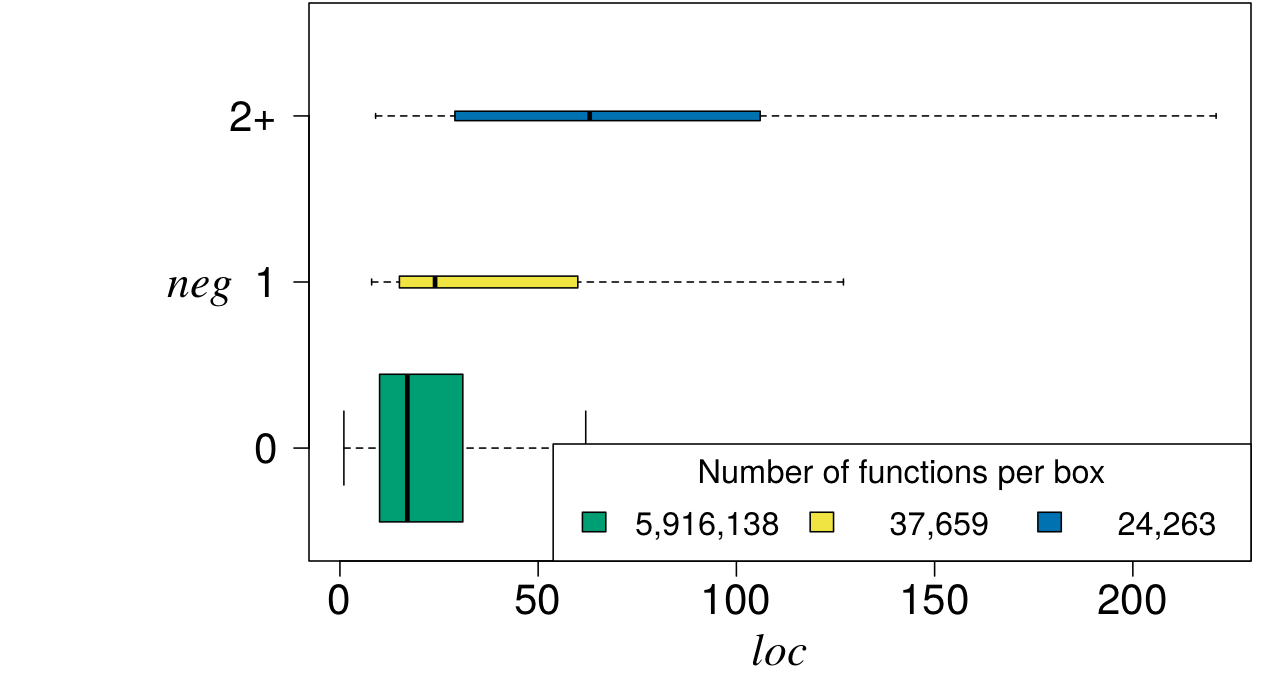 2+
neg 1
0
Number of functions per box
5,916,138 37,659 24,263
0 50 100 150 200
loc